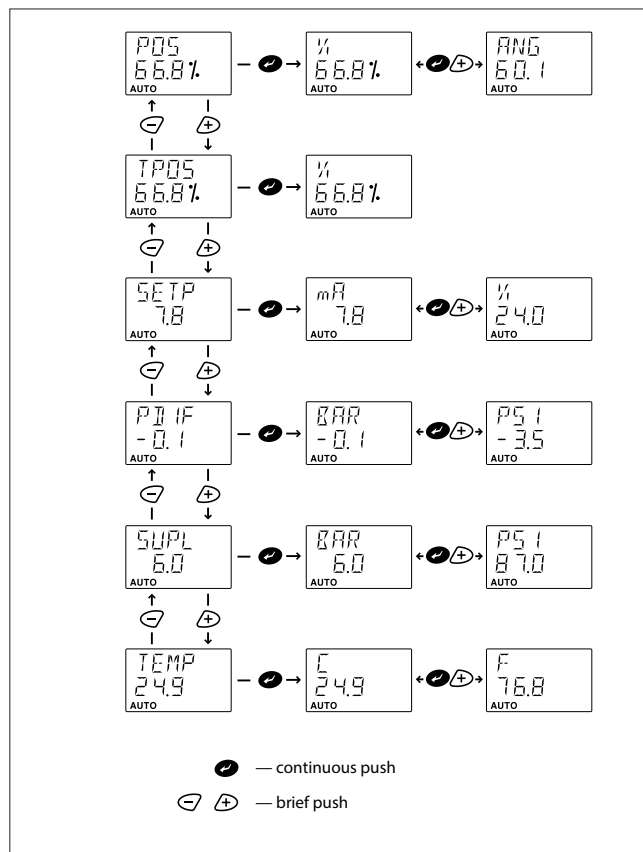 POS
66.8%
AUTO
%
66.8%
AUTO
ANG
60.1
AUTO
TPOS
66.8%
AUTO
%
66.8%
AUTO
SETP
7.8
AUTO
mA
7.8
AUTO
%
24.0
AUTO
PDIF
-0.1
AUTO
BAR
-0.1
AUTO
PSI
-3.5
AUTO
SUPL
6.0
AUTO
BAR
6.0
AUTO
PSI
87.0
AUTO
TEMP
24.9
AUTO
C
24.9
AUTO
F
76.8
AUTO
— continuous push
— brief push